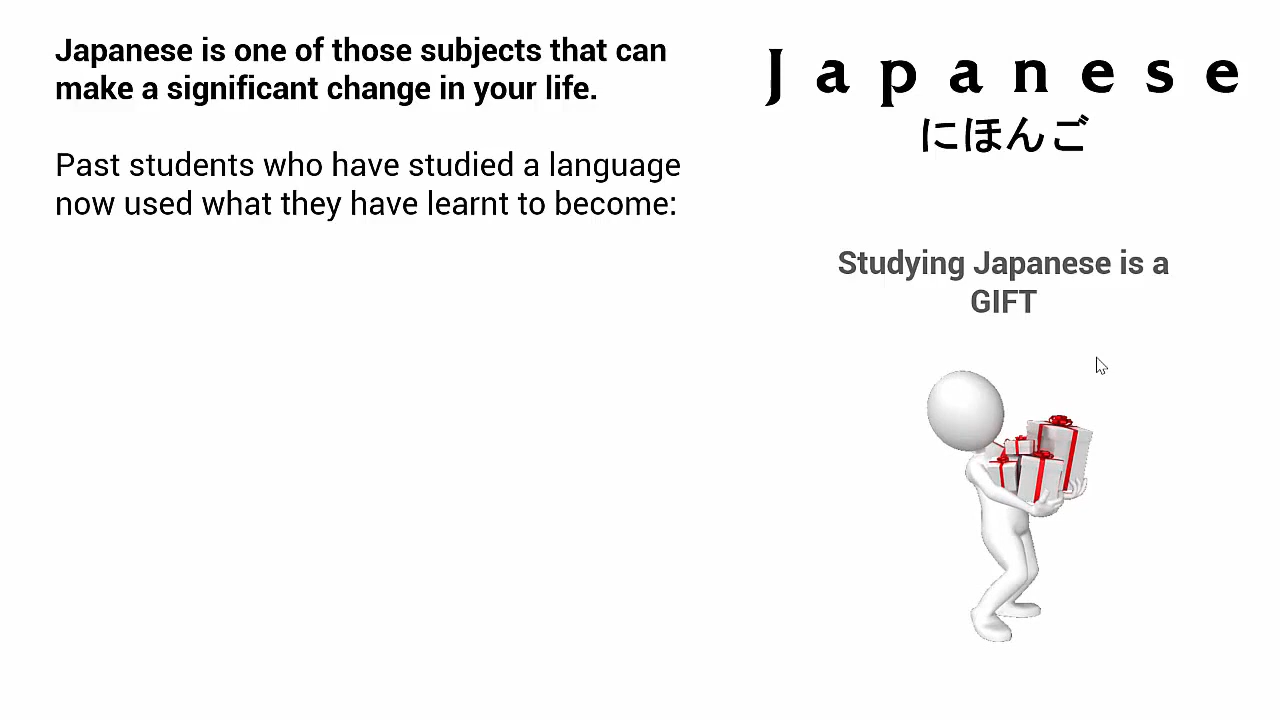 Japanese is one of those subjects that can
make a significant change in your life.
Past students who have studied a language
now used what they have learnt to become:
Japanese
にほんご
Studying Japanese is a
GIFT